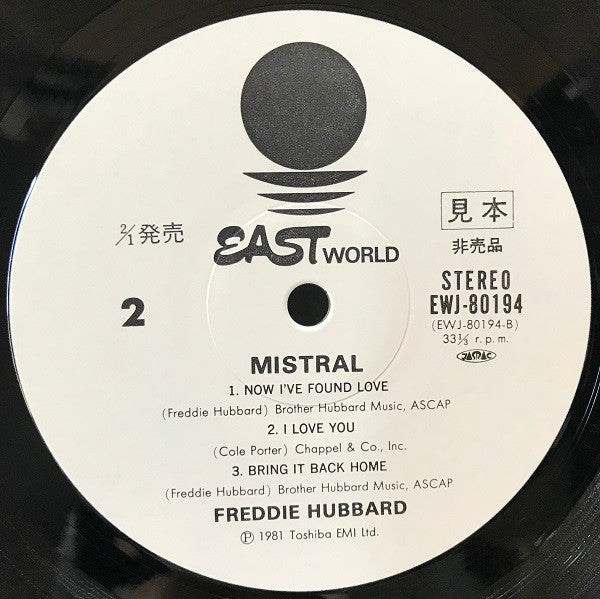 見本
非売品
2/1発売
EAST WORLD
STEREO
EWJ-80194
(EWJ-80194-B)
33⅓ r.p.m.
JASRAC
2
MISTRAL
1. NOW I'VE FOUND LOVE
(Freddie Hubbard) Brother Hubbard Music, ASCAP
2. I LOVE YOU
(Cole Porter) Chappel & Co., Inc.
3. BRING IT BACK HOME
(Freddie Hubbard) Brother Hubbard Music, ASCAP
FREDDIE HUBBARD
Ⓟ 1981 Toshiba EMI Ltd.